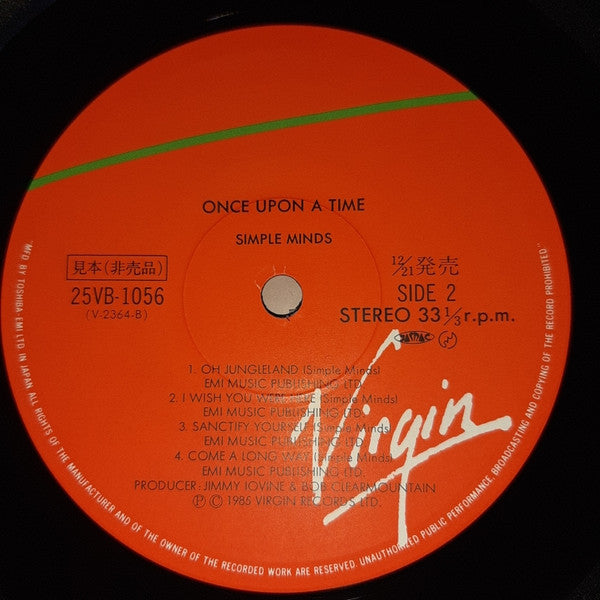 ONCE UPON A TIME
SIMPLE MINDS
見本(非売品)
25VB-1056
(V-2364-B)
12/21発売
SIDE 2
STEREO 33 1/3 r.p.m.
1. OH JUNGLELAND (Simple Minds)
EMI MUSIC PUBLISHING LTD.
2. I WISH YOU WERE HERE (Simple Minds)
EMI MUSIC PUBLISHING LTD.
3. SANCTIFY YOURSELF (Simple Minds)
EMI MUSIC PUBLISHING LTD.
4. COME A LONG WAY (Simple Minds)
EMI MUSIC PUBLISHING LTD.
PRODUCER: JIMMY IOVINE & BOB CLEARMOUNTAIN
Ⓟ © 1985 VIRGIN RECORDS LTD.
Virgin
"MFD BY TOSHIBA-EMI LTD. IN JAPAN ALL RIGHTS OF THE MANUFACTURER AND OF THE OWNER OF THE RECORDED WORK ARE RESERVED. UNAUTHORIZED PUBLIC PERFORMANCE, BROADCASTING AND COPYING OF THE RECORD PROHIBITED."